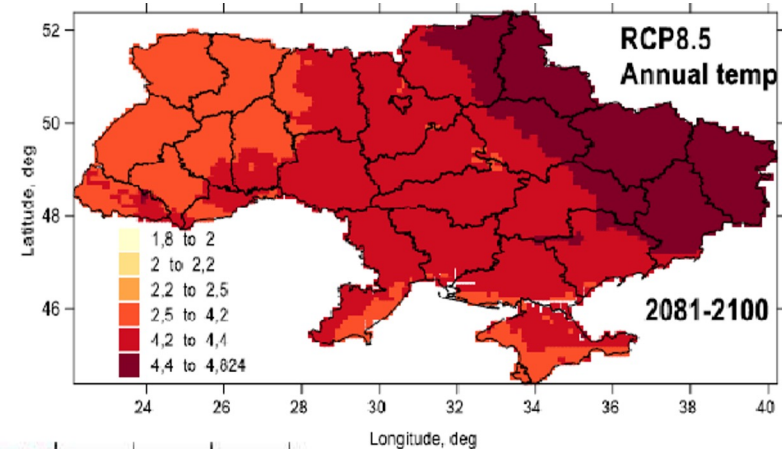 RCP8.5
Annual temp
52
50
48
46
Latitude, deg
1,8 to 2
2 to 2,2
2,2 to 2,5
2,5 to 4,2
4,2 to 4,4
4,4 to 4,824
2081-2100
24 26 28 30 32 34 36 38 40
Longitude, deg